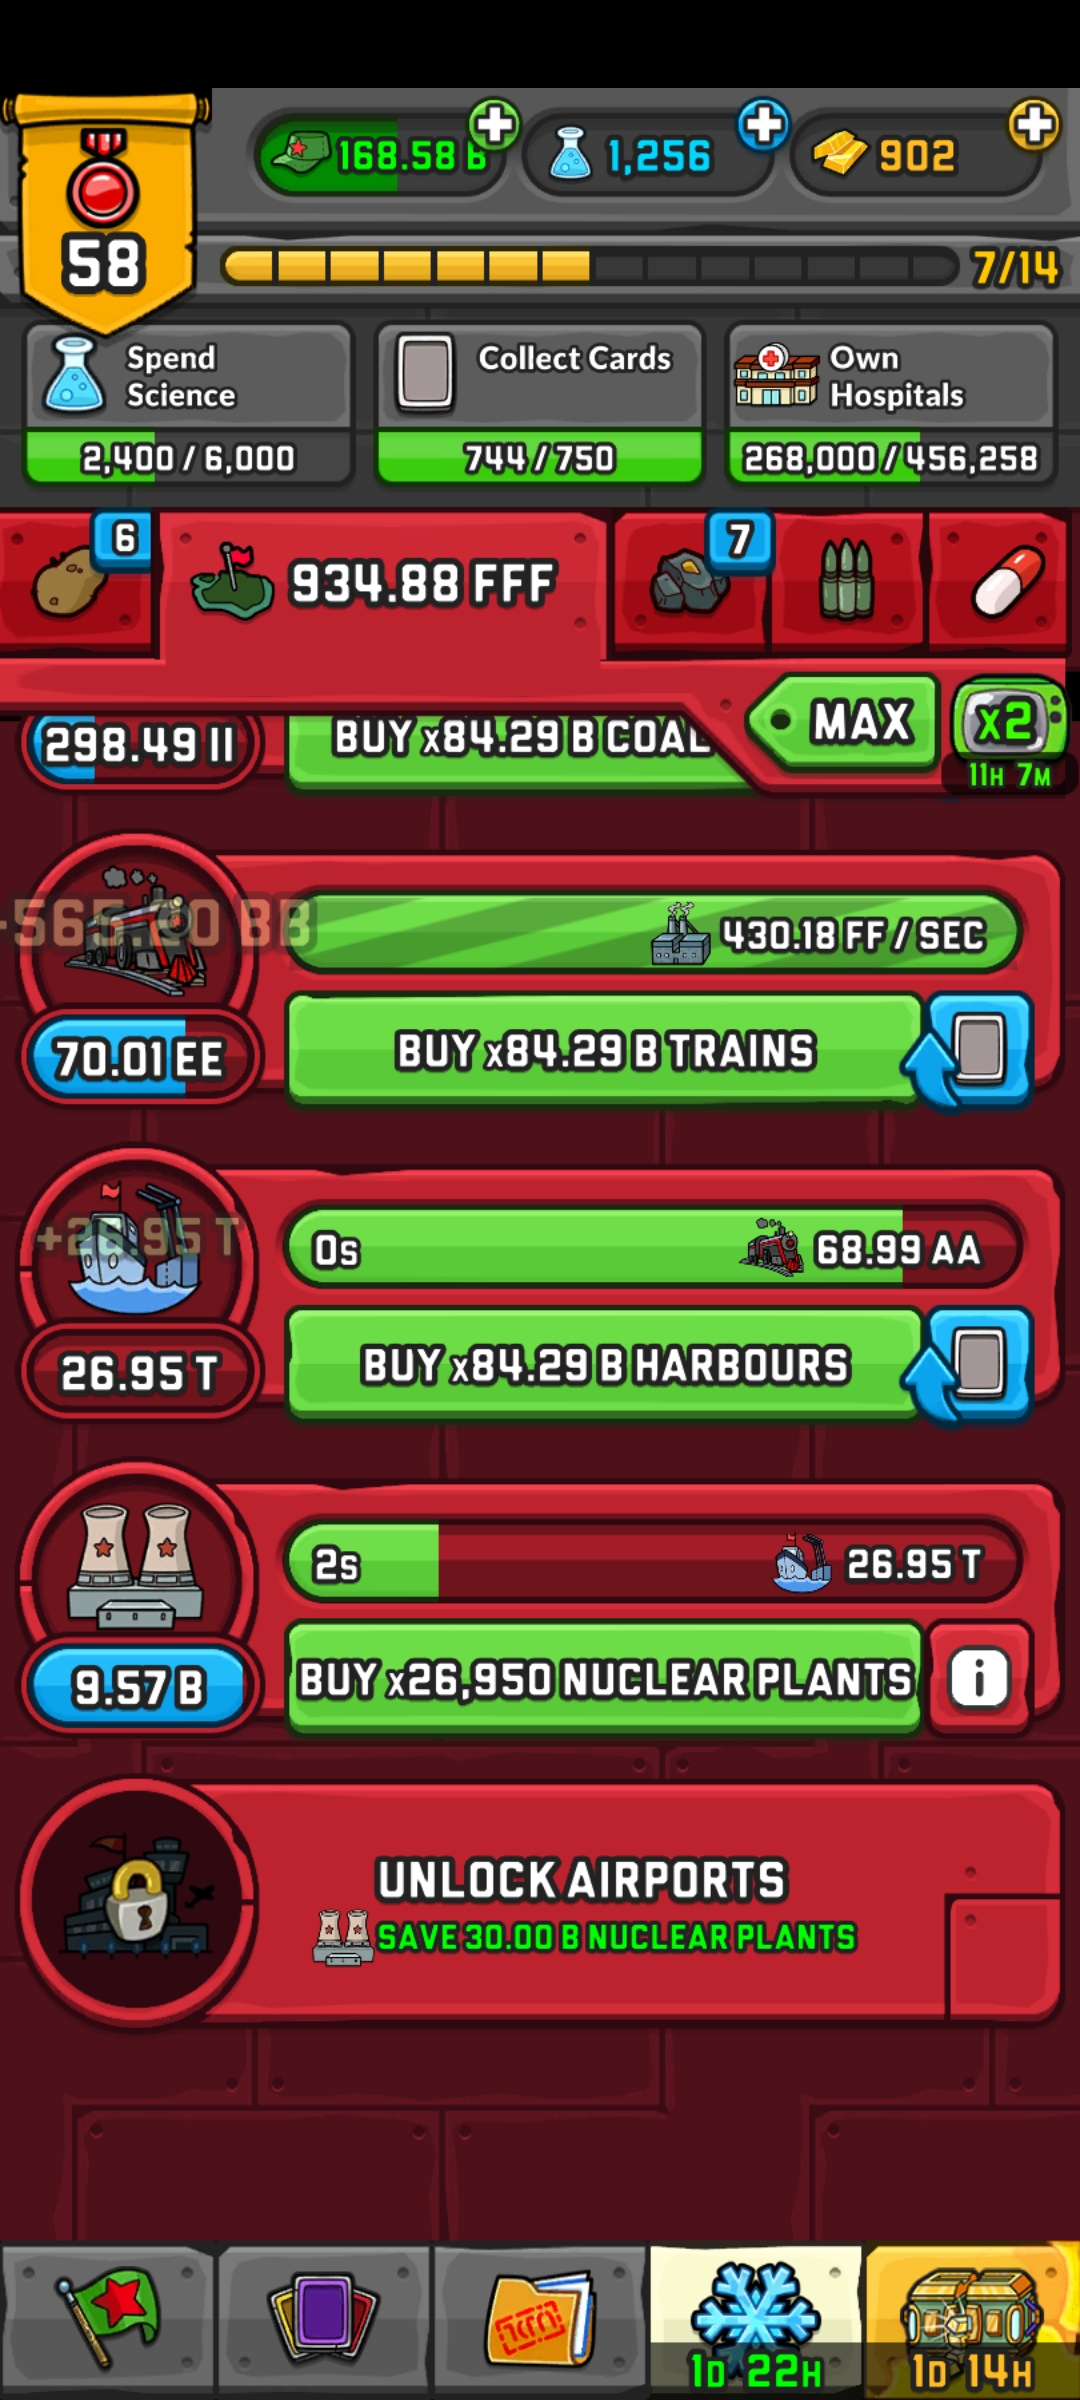 168.58 B
1,256
902
58
7/14
Spend
Science
Collect Cards
Own
Hospitals
2,400 / 6,000
744 / 750
268,000 / 456,258
6
934.88 FFF
7
MAX
x2
11H 7M
298.49 II
BUY x84.29 B COAL
430.18 FF / SEC
70.01 EE
BUY x84.29 B TRAINS
+26.95 T
0s
68.99 AA
26.95 T
BUY x84.29 B HARBOURS
2s
26.95 T
9.57 B
BUY x26,950 NUCLEAR PLANTS
i
UNLOCK AIRPORTS
SAVE 30.00 B NUCLEAR PLANTS
1D 22H
1D 14H